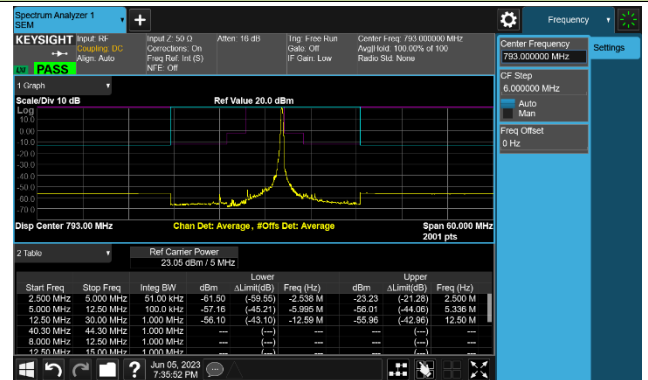 Spectrum Analyzer 1
SEM
Frequency
KEYSIGHT Input: RF
Coupling: DC
Align: Auto
PASS
Input Z: 50 Ω
Corrections: On
Freq Ref: Int (S)
NFE: Off
Atten: 16 dB
Trig: Free Run
Gate: Off
IF Gain: Low
Center Freq: 793.000000 MHz
Avg|Hold: 100.00% of 100
Radio Std: None
Center Frequency
793.000000 MHz
Settings
CF Step
6.000000 MHz
Auto
Man
Freq Offset
0 Hz
1 Graph
Scale/Div 10 dB
Ref Value 20.0 dBm
Log
10.0
0.00
-10.0
-20.0
-30.0
-40.0
-50.0
-60.0
-70.0
Disp Center 793.00 MHz
Chan Det: Average, #Offs Det: Average
Span 60.000 MHz
2001 pts
2 Table
Ref Carrier Power
23.05 dBm / 5 MHz
Lower Upper
Start Freq Stop Freq Integ BW dBm ΔLimit(dB) Freq (Hz) dBm ΔLimit(dB) Freq (Hz)
2.500 MHz 5.000 MHz 51.00 kHz -61.50 (-59.55) -2.538 M -23.23 (-21.28) 2.500 M
5.000 MHz 12.50 MHz 100.0 kHz -57.16 (-45.21) -5.995 M -56.01 (-44.06) 5.336 M
12.50 MHz 30.00 MHz 1.000 MHz -56.10 (-43.10) -12.59 M -55.96 (-42.96) 12.50 M
40.30 MHz 44.30 MHz 1.000 MHz --- (---) --- --- (---) ---
8.000 MHz 12.50 MHz 1.000 MHz --- (---) --- --- (---) ---
12.50 MHz 15.00 MHz 1.000 MHz --- (---) --- --- (---) ---
Jun 05, 2023
7:35:52 PM